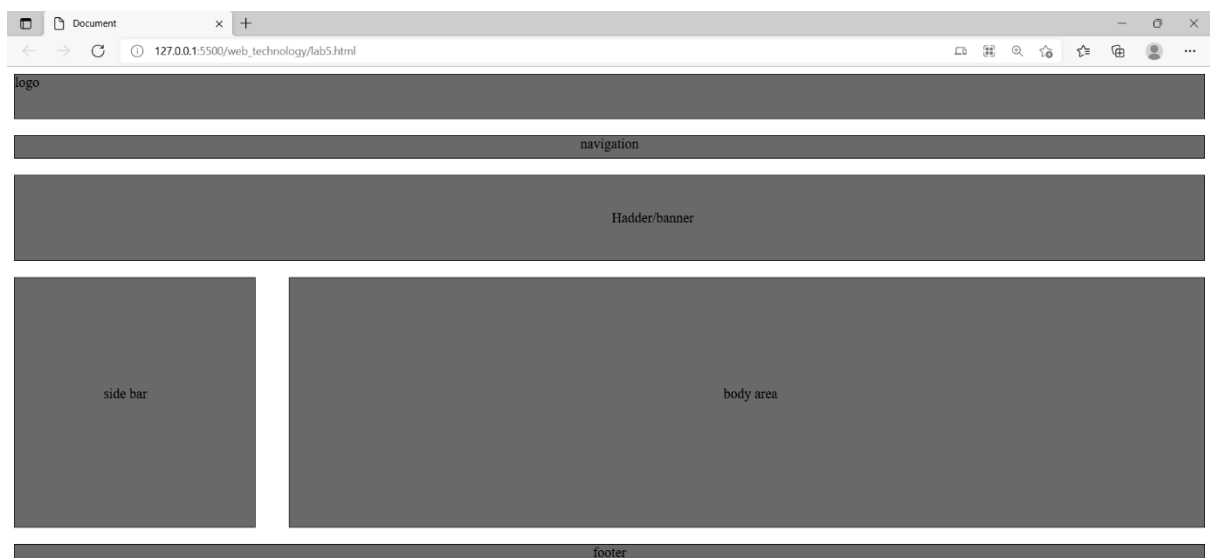 Document
127.0.0.1:5500/web_technology/lab5.html
logo
navigation
Hadder/banner
side bar
body area
footer